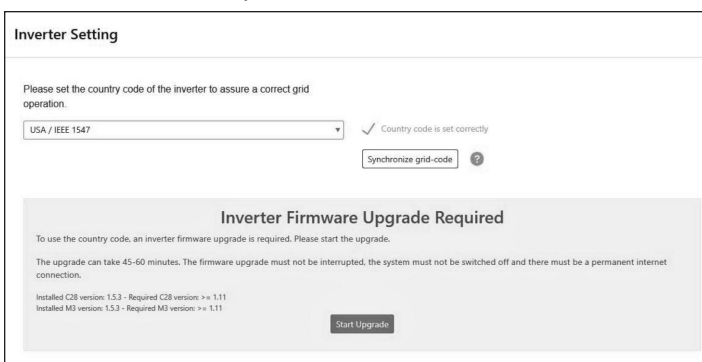 Inverter Setting
Please set the country code of the inverter to assure a correct grid
operation.
USA / IEEE 1547
Country code is set correctly
Synchronize grid-code
?
Inverter Firmware Upgrade Required
To use the country code, an inverter firmware upgrade is required. Please start the upgrade.
The upgrade can take 45-60 minutes. The firmware upgrade must not be interrupted, the system must not be switched off and there must be a permanent internet
connection.
Installed C28 version: 1.5.3 - Required C28 version: >= 1.11
Installed M3 version: 1.5.3 - Required M3 version: >= 1.11
Start Upgrade